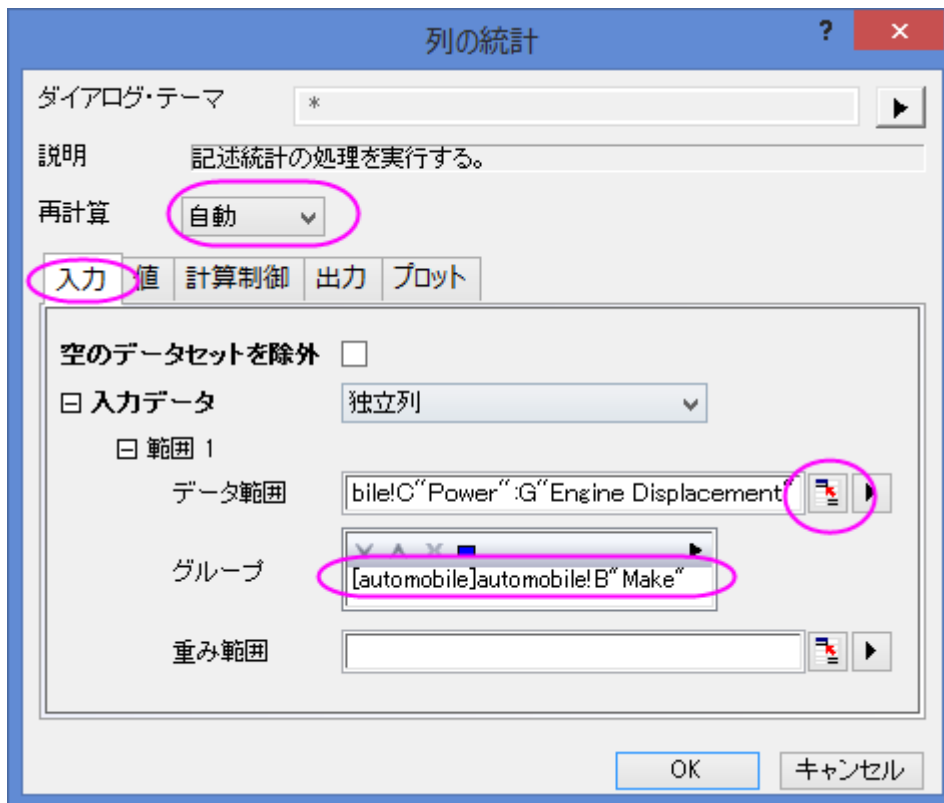 列の統計 ?
ダイアログ・テーマ *
説明 記述統計の処理を実行する。
再計算 自動
入力 値 計算制御 出力 プロット
空のデータセットを除外
入力データ 独立列
範囲 1
データ範囲 bile!C"Power":G"Engine Displacement"
グループ [automobile]automobile!B"Make"
重み範囲
OK キャンセル